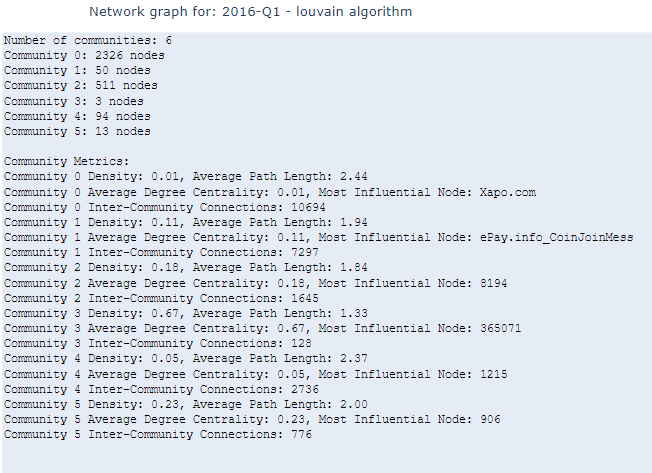 Network graph for: 2016-Q1 - louvain algorithm
Number of communities: 6
Community 0: 2326 nodes
Community 1: 50 nodes
Community 2: 511 nodes
Community 3: 3 nodes
Community 4: 94 nodes
Community 5: 13 nodes
Community Metrics:
Community 0 Density: 0.01, Average Path Length: 2.44
Community 0 Average Degree Centrality: 0.01, Most Influential Node: Xapo.com
Community 0 Inter-Community Connections: 10694
Community 1 Density: 0.11, Average Path Length: 1.94
Community 1 Average Degree Centrality: 0.11, Most Influential Node: ePay.info_CoinJoinMess
Community 1 Inter-Community Connections: 7297
Community 2 Density: 0.18, Average Path Length: 1.84
Community 2 Average Degree Centrality: 0.18, Most Influential Node: 8194
Community 2 Inter-Community Connections: 1645
Community 3 Density: 0.67, Average Path Length: 1.33
Community 3 Average Degree Centrality: 0.67, Most Influential Node: 365071
Community 3 Inter-Community Connections: 128
Community 4 Density: 0.05, Average Path Length: 2.37
Community 4 Average Degree Centrality: 0.05, Most Influential Node: 1215
Community 4 Inter-Community Connections: 2736
Community 5 Density: 0.23, Average Path Length: 2.00
Community 5 Average Degree Centrality: 0.23, Most Influential Node: 906
Community 5 Inter-Community Connections: 776